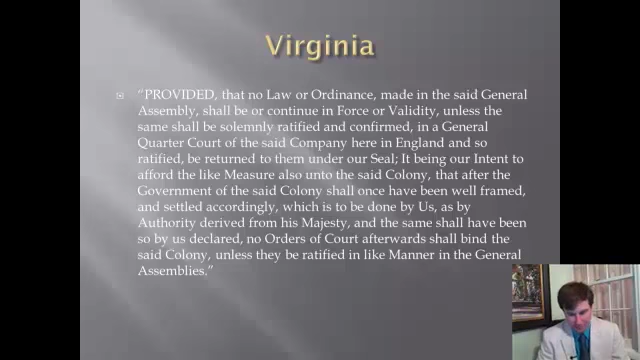 Virginia
“PROVIDED, that no Law or Ordinance, made in the said General
Assembly, shall be or continue in Force or Validity, unless the
same shall be solemnly ratified and confirmed, in a General
Quarter Court of the said Company here in England and so
ratified, be returned to them under our Seal; It being our Intent to
afford the like Measure also unto the said Colony, that after the
Government of the said Colony shall once have been well framed,
and settled accordingly, which is to be done by Us, as by
Authority derived from his Majesty, and the same shall have been
so by us declared, no Orders of Court afterwards shall bind the
said Colony, unless they be ratified in like Manner in the General
Assemblies.”